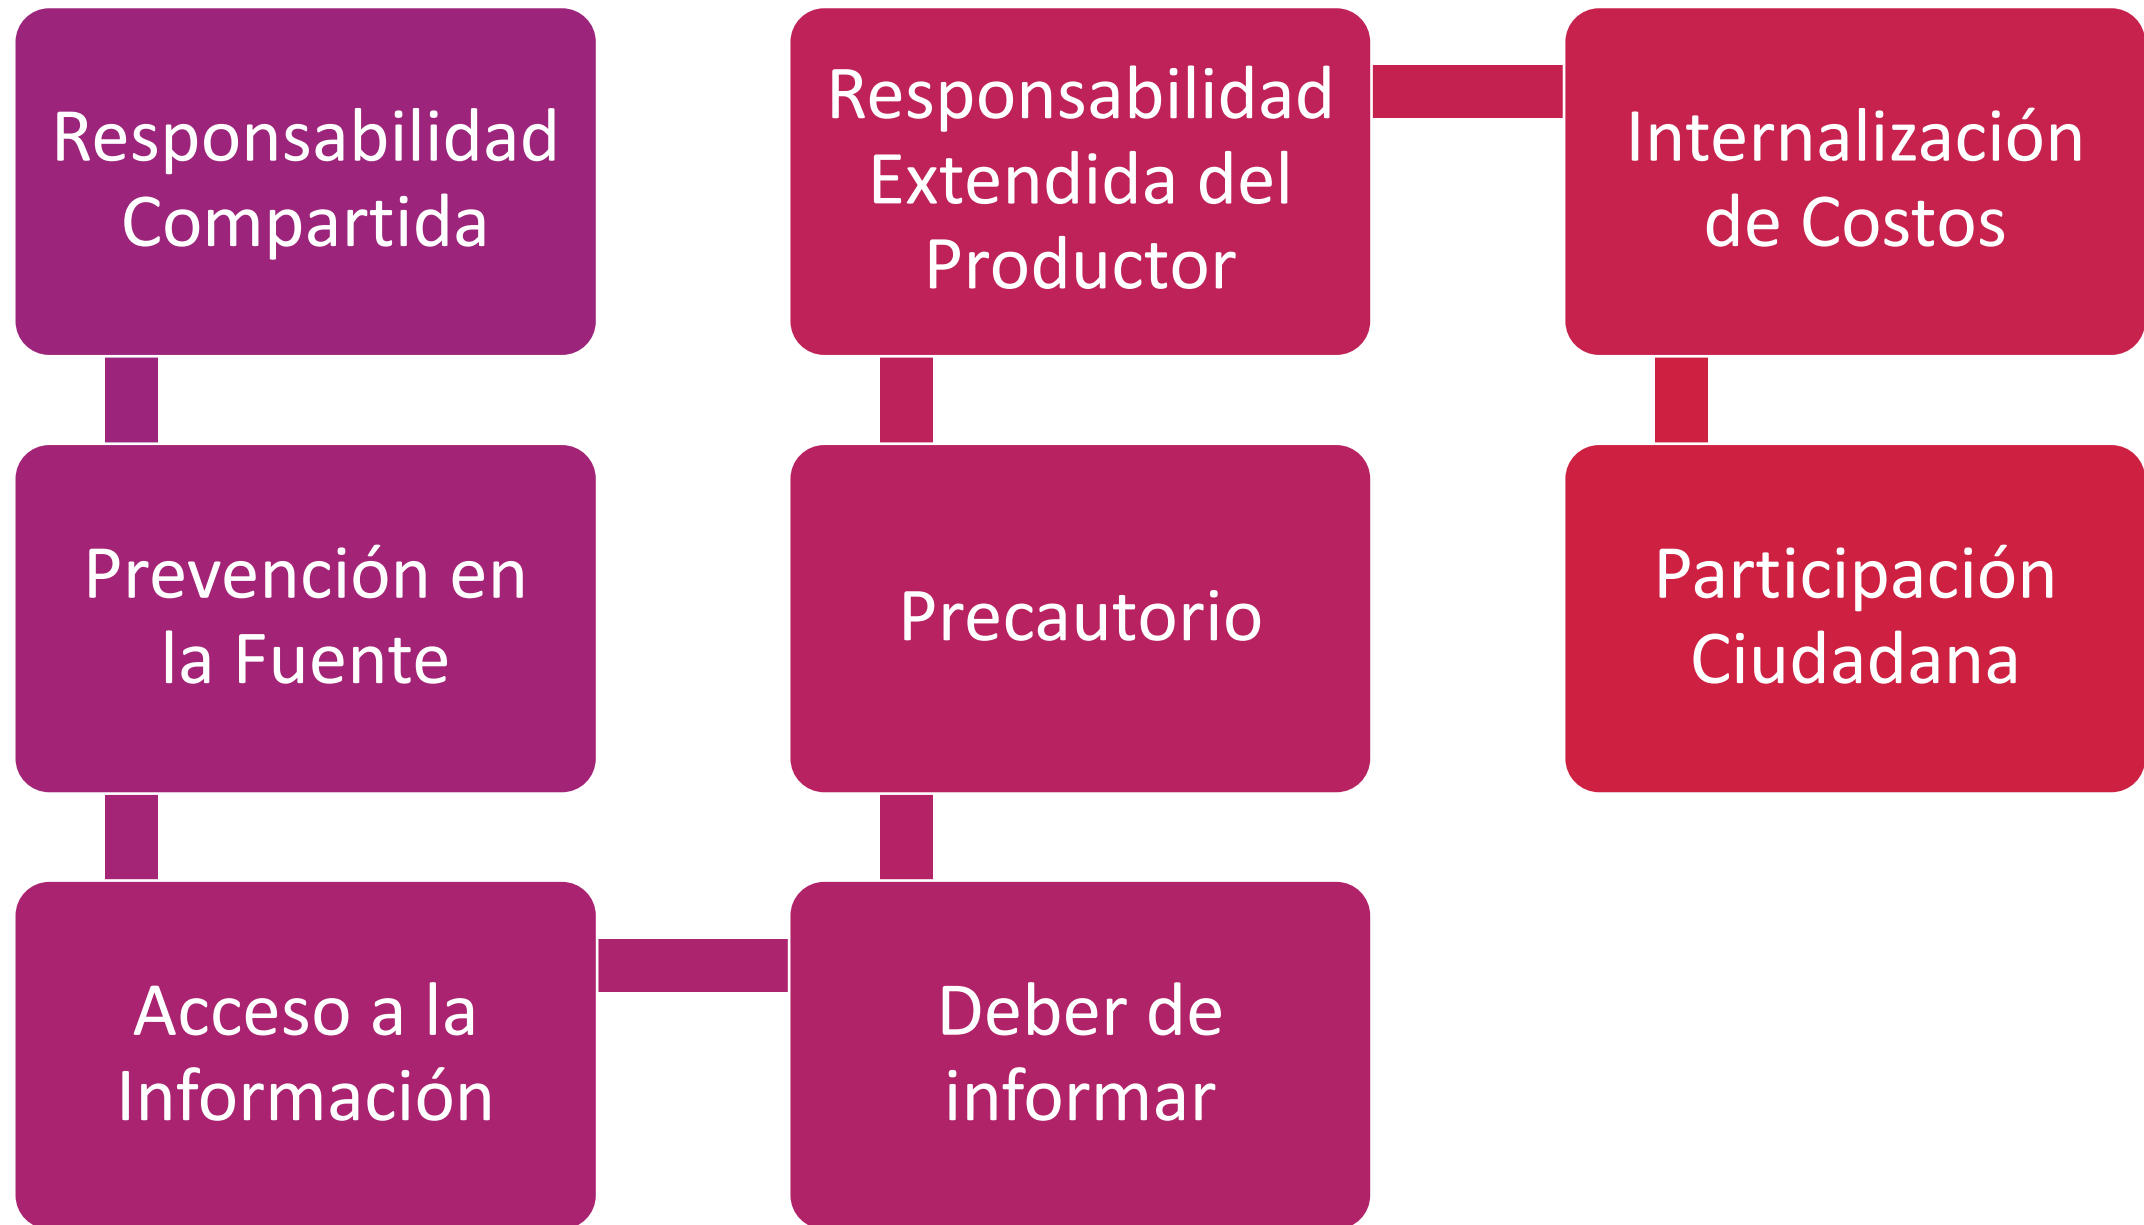 Responsabilidad
Compartida
Prevención en
la Fuente
Acceso a la
Información
Deber de
informar
Precautorio
Responsabilidad
Extendida del
Productor
Internalización
de Costos
Participación
Ciudadana